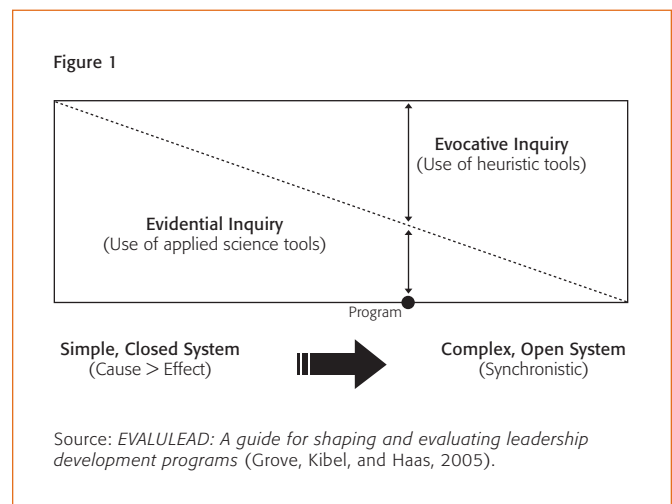 Figure 1
Evocative Inquiry
(Use of heuristic tools)
Evidential Inquiry
(Use of applied science tools)
Program
Simple, Closed System
(Cause > Effect)
Complex, Open System
(Synchronistic)
Source: EVALULEAD: A guide for shaping and evaluating leadership
development programs (Grove, Kibel, and Haas, 2005).